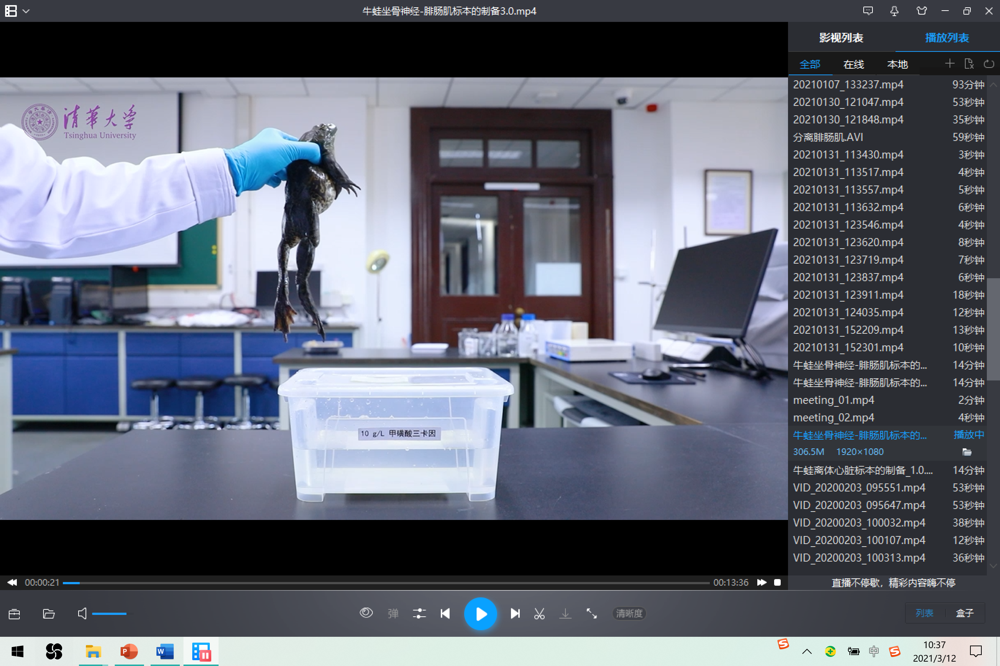 牛蛙坐骨神经-腓肠肌标本的制备3.0.mp4
影视列表 播放列表
全部 在线 本地
20210107_133237.mp4 93分钟
20210130_121047.mp4 53秒钟
20210130_121848.mp4 35秒钟
分离腓肠肌.AVI 59秒钟
20210131_113430.mp4 3秒钟
20210131_113517.mp4 4秒钟
20210131_113557.mp4 5秒钟
20210131_113632.mp4 6秒钟
20210131_123546.mp4 4秒钟
20210131_123620.mp4 8秒钟
20210131_123719.mp4 7秒钟
20210131_123837.mp4 6秒钟
20210131_123911.mp4 18秒钟
20210131_124035.mp4 12秒钟
20210131_152209.mp4 13秒钟
20210131_152301.mp4 10秒钟
牛蛙坐骨神经-腓肠肌标本的... 14分钟
牛蛙坐骨神经-腓肠肌标本的... 14分钟
meeting_01.mp4 2分钟
meeting_02.mp4 4秒钟
牛蛙坐骨神经-腓肠肌标本的... 播放中
306.5M 1920×1080
牛蛙离体心脏标本的制备_1.0.... 14分钟
VID_20200203_095551.mp4 53秒钟
VID_20200203_095647.mp4 53秒钟
VID_20200203_100032.mp4 38秒钟
VID_20200203_100107.mp4 12秒钟
VID_20200203_100313.mp4 36秒钟
清华大学
Tsinghua University
10 g/L 甲磺酸三卡因
00:00:21 00:13:36
直播不停歇，精彩内容嗨不停
弹 清晰度
列表 盒子
P W 中 S
10:37
2021/3/12